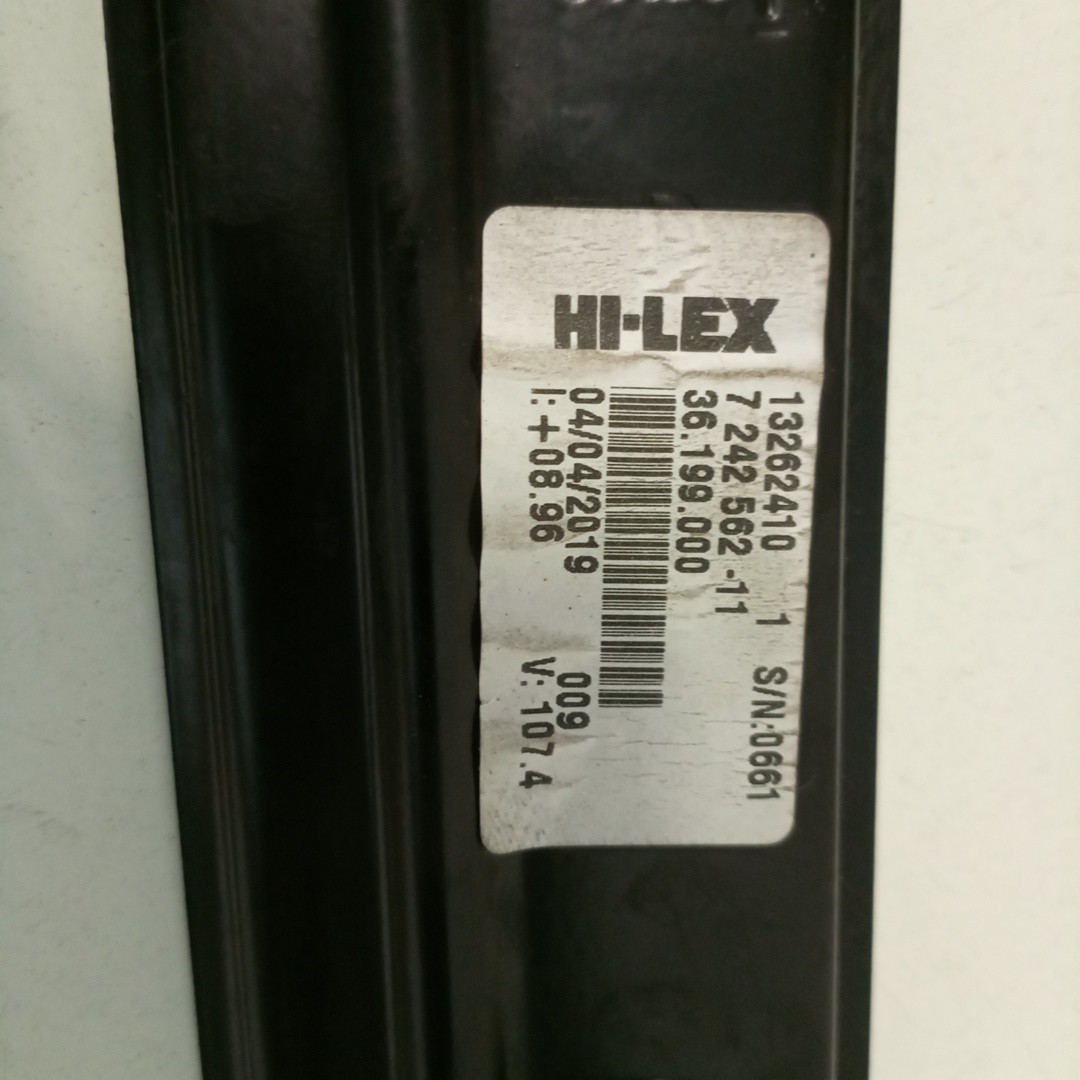 HI-LEX
13262410 1 S/N:0661
7 242 562 -11
36.199.000
04/04/2019 009
I: +08.96 V: 107.4